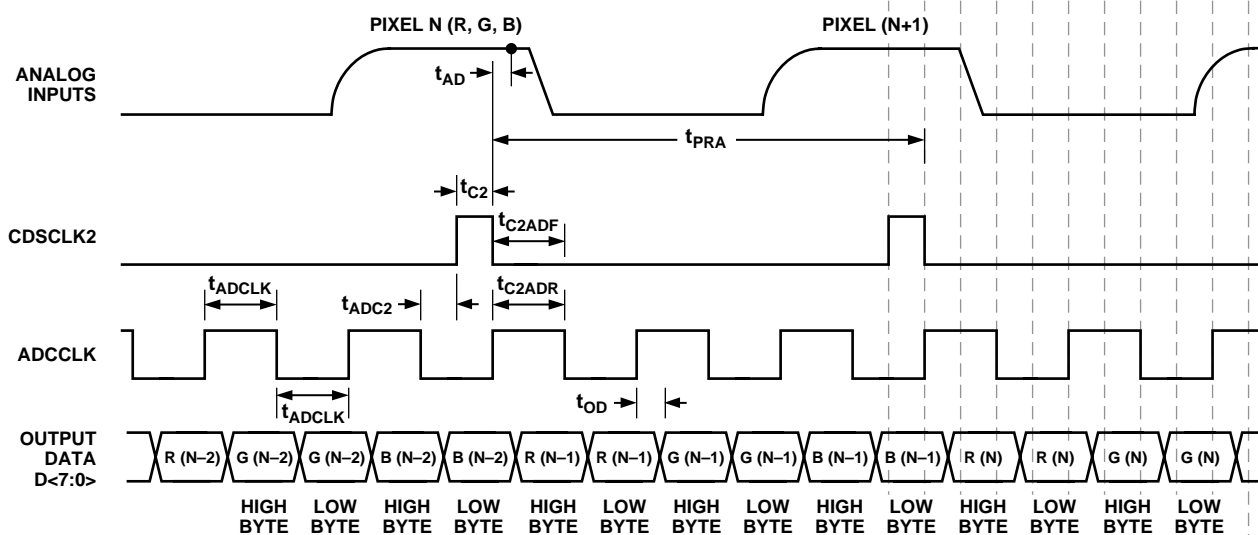 PIXEL N (R, G, B)
PIXEL (N+1)
ANALOG
INPUTS
tAD
tPRA
tC2
CDSCLK2
tC2ADF
tADCLK
tADC2
tC2ADR
ADCCLK
tADCLK
tOD
OUTPUT
DATA
D<7:0>
R (N–2) G (N–2) G (N–2) B (N–2) B (N–2) R (N–1) R (N–1) G (N–1) G (N–1) B (N–1) B (N–1) R (N) R (N) G (N) G (N)
HIGH LOW HIGH LOW HIGH LOW HIGH LOW HIGH LOW HIGH LOW HIGH LOW
BYTE BYTE BYTE BYTE BYTE BYTE BYTE BYTE BYTE BYTE BYTE BYTE BYTE BYTE